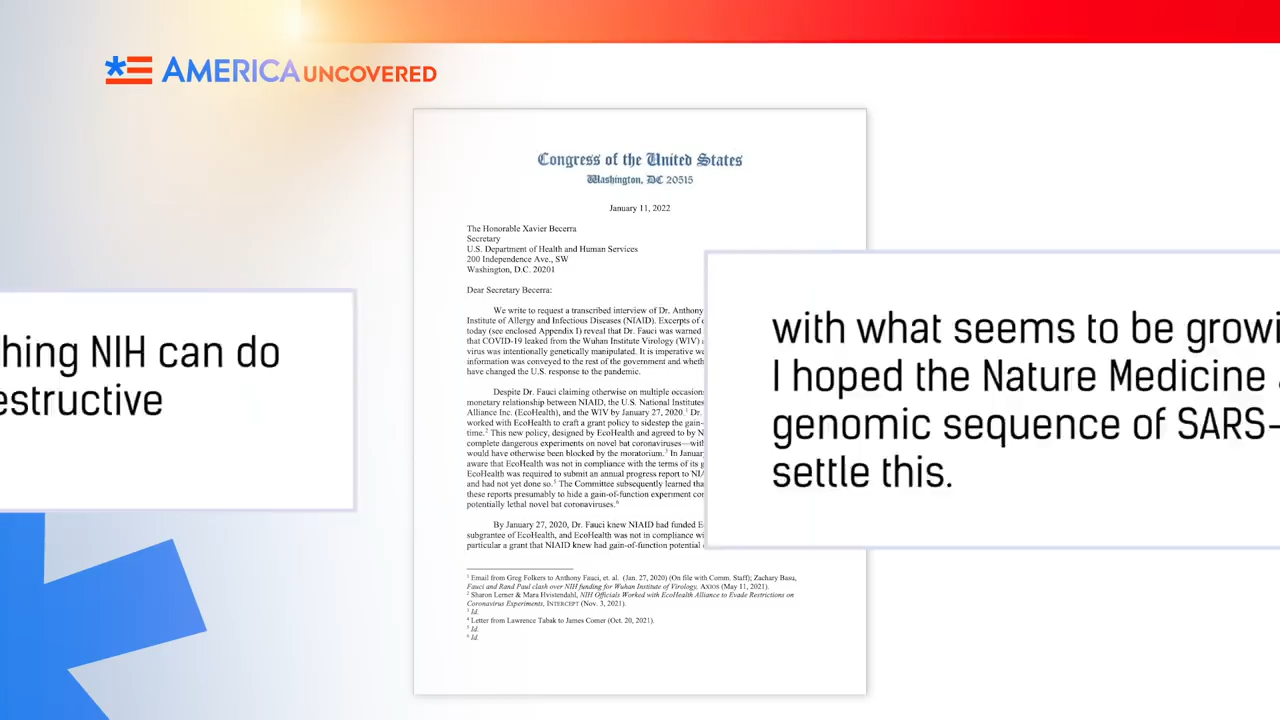 AMERICA UNCOVERED
Congress of the United States
Washington, DC 20515
January 11, 2022
The Honorable Xavier Becerra
Secretary
U.S. Department of Health and Human Services
200 Independence Ave., SW
Washington, D.C. 20201
Dear Secretary Becerra:
We write to request a transcribed interview of Dr. Anthony
Institute of Allergy and Infectious Diseases (NIAID). Excerpts of
today (see enclosed Appendix I) reveal that Dr. Fauci was warned
that COVID-19 leaked from the Wuhan Institute Virology (WIV)
virus was intentionally genetically manipulated. It is imperative we
information was conveyed to the rest of the government and
have changed the U.S. response to the pandemic.
Despite Dr. Fauci claiming otherwise on multiple
monetary relationship between NIAID, the U.S. National Institutes
Alliance Inc. (EcoHealth), and the WIV by January 27, 2020.1 Dr.
worked with EcoHealth to craft a grant policy to sidestep the gain-
time.2 This new policy, designed by EcoHealth and agreed to by
complete dangerous experiments on novel bat coronaviruses—
would have otherwise been blocked by the moratorium.3 In
aware that EcoHealth was not in compliance with the terms of its
EcoHealth was required to submit an annual progress report to
and had not yet done so.5 The Committee subsequently learned
these reports presumably to hide a gain-of-function experiment
potentially lethal novel bat coronaviruses.6
By January 27, 2020, Dr. Fauci knew NIAID had funded
subgrantee of EcoHealth, and EcoHealth was not in compliance
particular a grant that NIAID knew had gain-of-function potential
1 Email from Greg Folkers to Anthony Fauci, et. al. (Jan. 27, 2020) (On file with Comm. Staff); Zachary Basu,
Fauci and Rand Paul clash over NIH funding for Wuhan Institute of Virology, AXIOS (May 11, 2021).
2 Sharon Lerner & Mara Hvistendahl, NIH Officials Worked with EcoHealth Alliance to Evade Restrictions on
Coronavirus Experiments, INTERCEPT (Nov. 3, 2021).
3 Id.
4 Letter from Lawrence Tabak to James Comer (Oct. 20, 2021).
5 Id.
6 Id.
hing NIH can do
estructive
with what seems to be growi
I hoped the Nature Medicine
genomic sequence of SARS-
settle this.